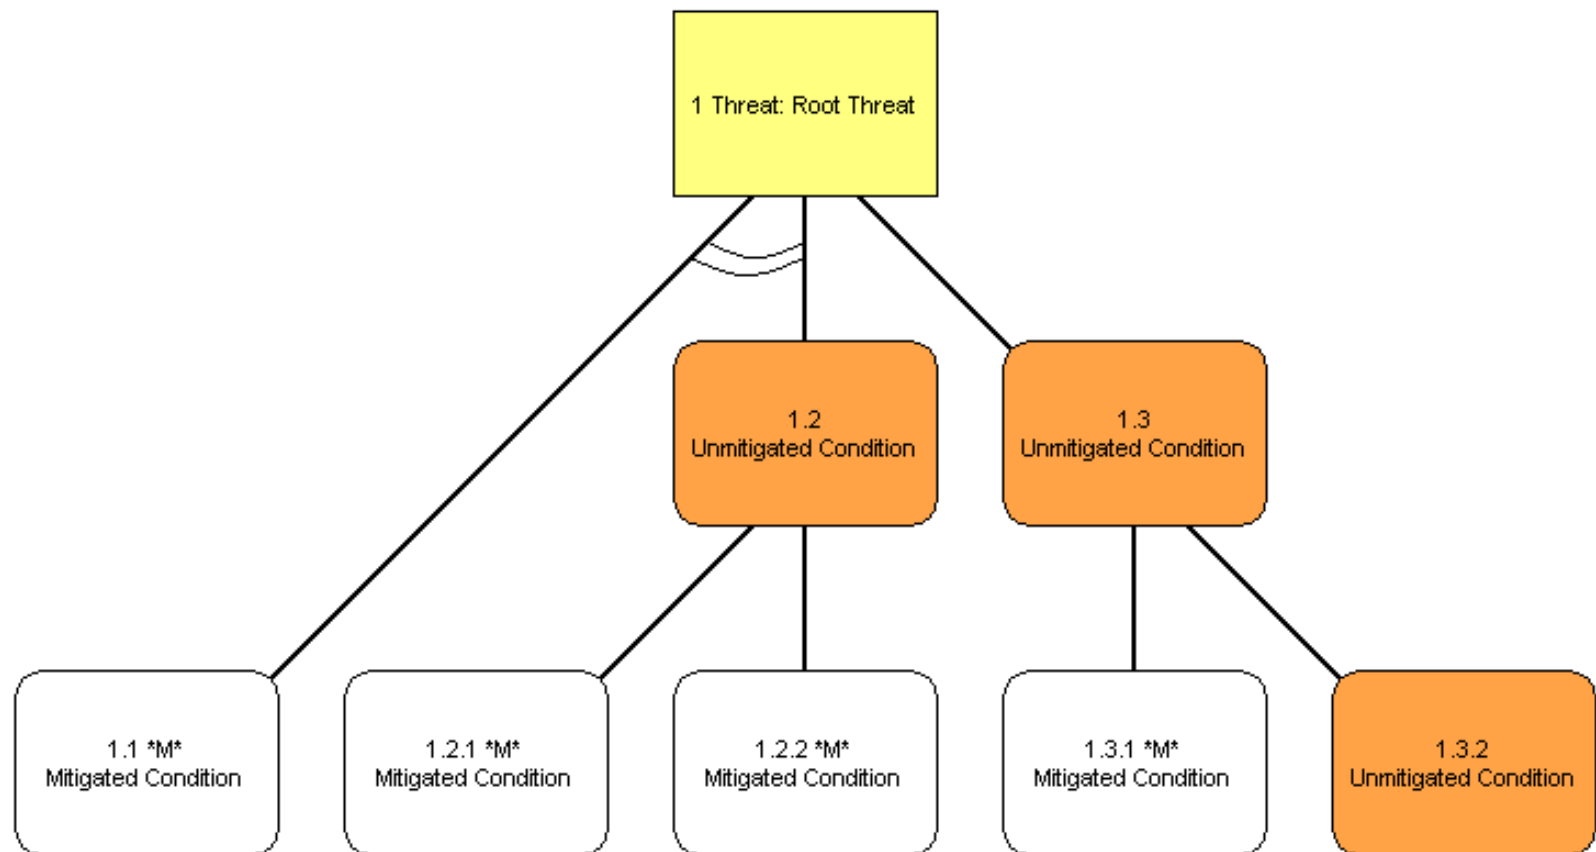 1 Threat: Root Threat
1.2
Unmitigated Condition
1.3
Unmitigated Condition
1.1 *M*
Mitigated Condition
1.2.1 *M*
Mitigated Condition
1.2.2 *M*
Mitigated Condition
1.3.1 *M*
Mitigated Condition
1.3.2
Unmitigated Condition